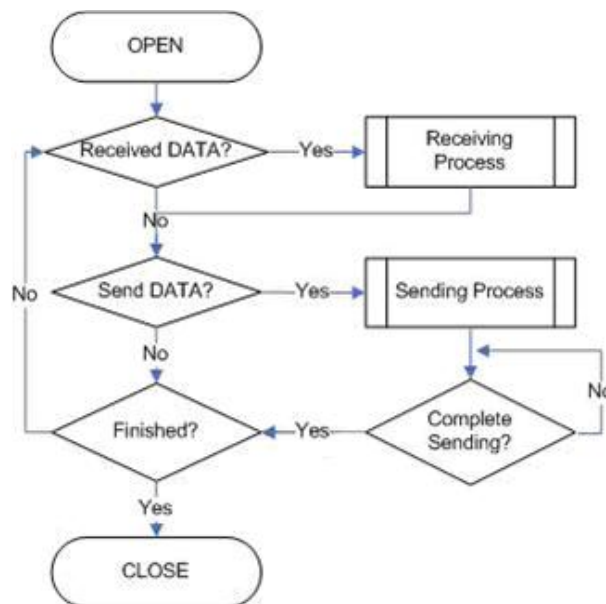 OPEN
Received DATA?
Yes
Receiving
Process
No
Send DATA?
Yes
Sending Process
No
No
No
Finished?
Yes
Complete
Sending?
Yes
CLOSE